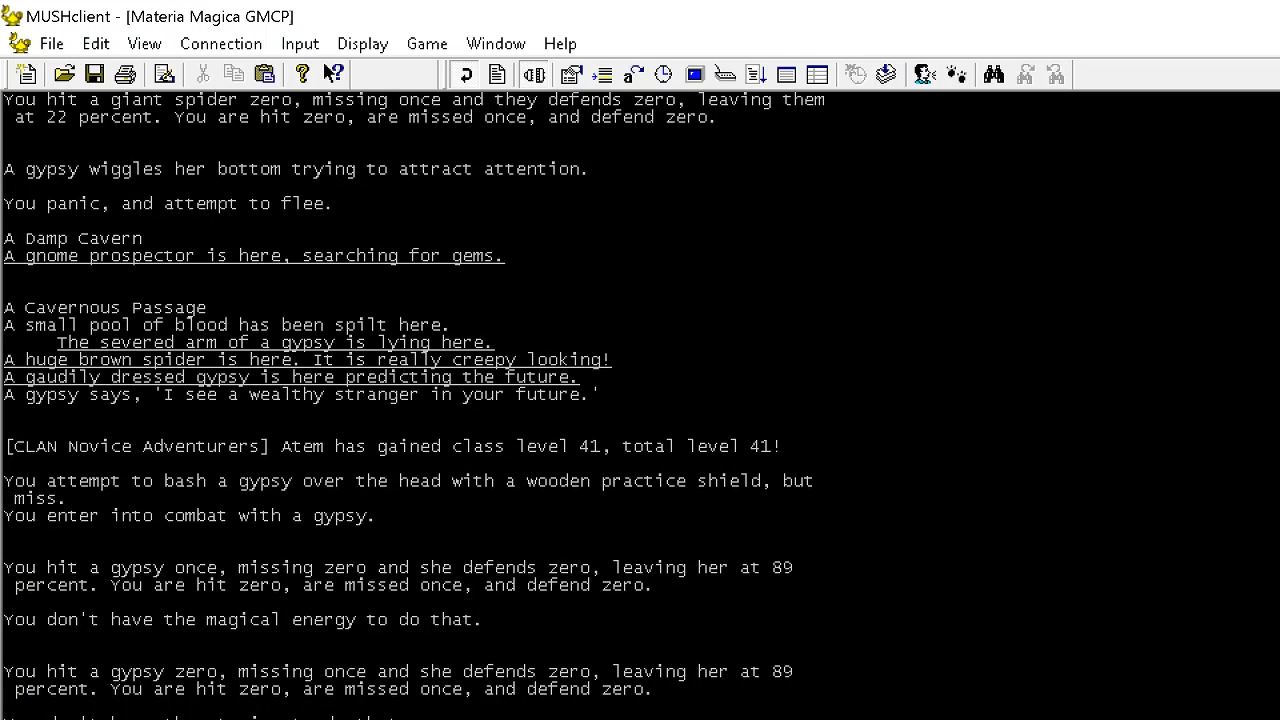 MUSHclient - [Materia Magica GMCP]
File Edit View Connection Input Display Game Window Help
You hit a giant spider zero, missing once and they defends zero, leaving them
at 22 percent. You are hit zero, are missed once, and defend zero.
A gypsy wiggles her bottom trying to attract attention.
You panic, and attempt to flee.
A Damp Cavern
A gnome prospector is here, searching for gems.
A Cavernous Passage
A small pool of blood has been spilt here.
The severed arm of a gypsy is lying here.
A huge brown spider is here. It is really creepy looking!
A gaudily dressed gypsy is here predicting the future.
A gypsy says, 'I see a wealthy stranger in your future.'
[CLAN Novice Adventurers] Atem has gained class level 41, total level 41!
You attempt to bash a gypsy over the head with a wooden practice shield, but
miss.
You enter into combat with a gypsy.
You hit a gypsy once, missing zero and she defends zero, leaving her at 89
percent. You are hit zero, are missed once, and defend zero.
You don't have the magical energy to do that.
You hit a gypsy zero, missing once and she defends zero, leaving her at 89
percent. You are hit zero, are missed once, and defend zero.